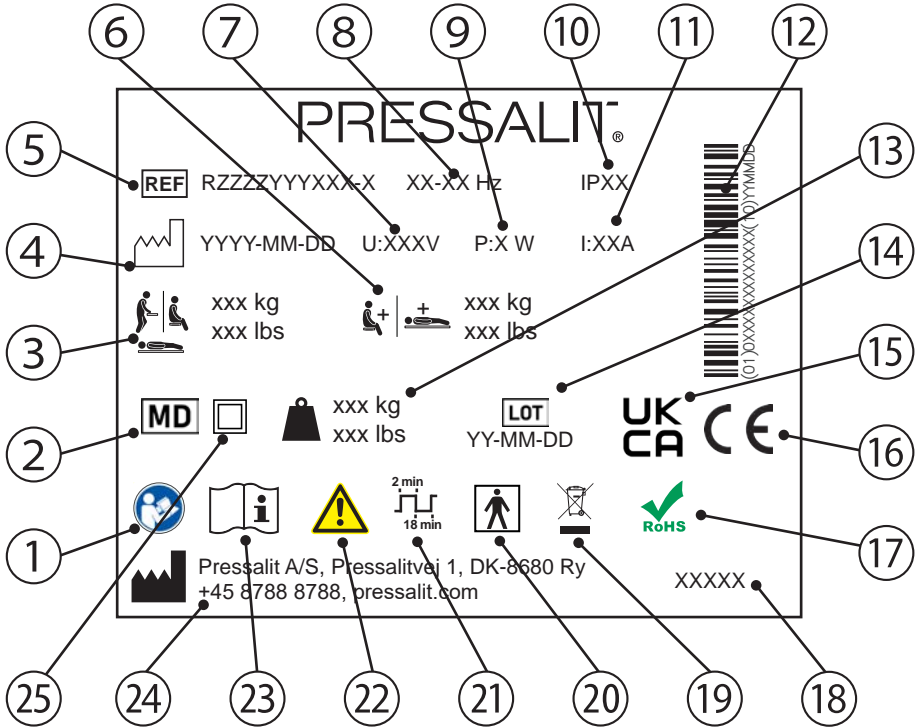 6 7 8 9 10 11 12
PRESSALIT®
5 REF RZZZZYYYXXX-X XX-XX Hz IPXX 13
4 YYYY-MM-DD U:XXXV P:X W I:XXA 14
xxx kg xxx kg
3 xxx lbs xxx lbs
(01)0XXXXXXXXXXXXX(10)YYMMDD
15
2 MD xxx kg LOT UK CE 16
xxx lbs YY-MM-DD CA
2 min
1 i 18 min RoHS 17
Pressalit A/S, Pressalitvej 1, DK-8680 Ry
+45 8788 8788, pressalit.com XXXXX
25 24 23 22 21 20 19 18